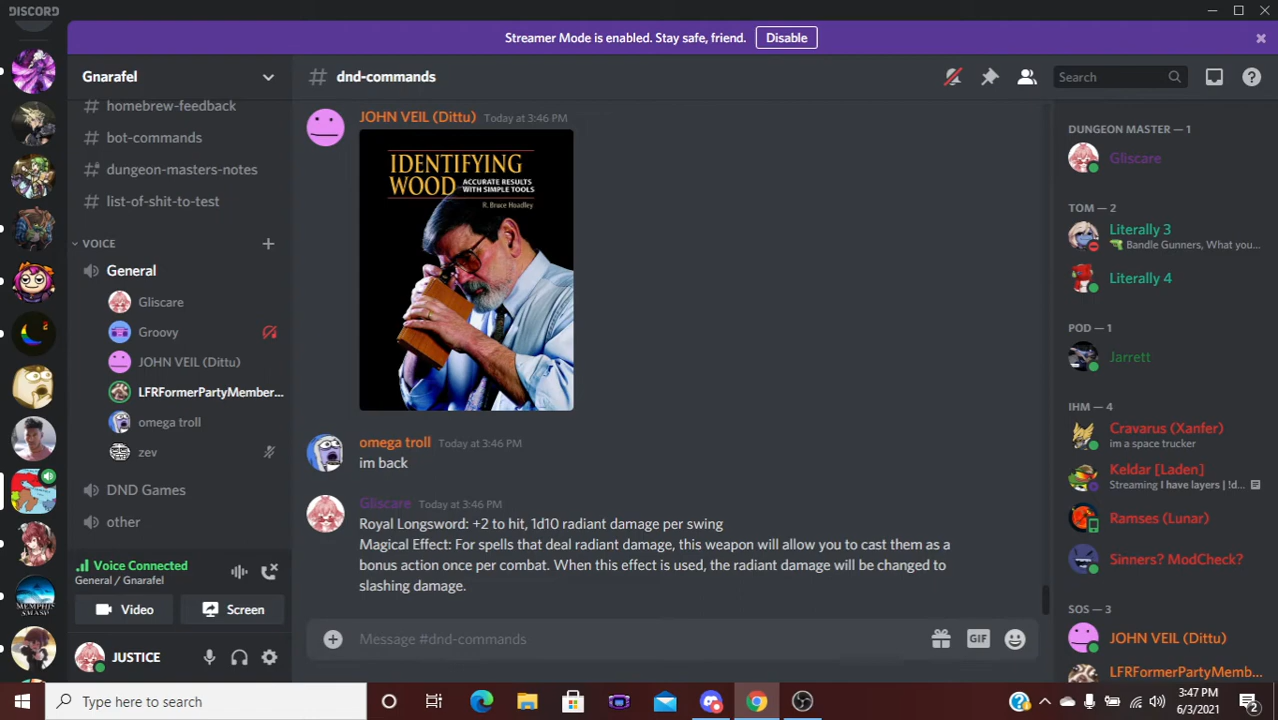 DISCORD
Streamer Mode is enabled. Stay safe, friend. Disable
Gnarafel
homebrew-feedback
bot-commands
dungeon-masters-notes
list-of-shit-to-test
VOICE
General
Gliscare
Groovy
JOHN VEIL (Dittu)
LFRFormerPartyMember...
omega troll
zev
DND Games
other
Voice Connected
General / Gnarafel
Video
Screen
JUSTICE
# dnd-commands
Search
JOHN VEIL (Dittu) Today at 3:46 PM
IDENTIFYING
WOOD
ACCURATE RESULTS
WITH SIMPLE TOOLS
R. Bruce Hoadley
omega troll Today at 3:46 PM
im back
Gliscare Today at 3:46 PM
Royal Longsword: +2 to hit, 1d10 radiant damage per swing
Magical Effect: For spells that deal radiant damage, this weapon will allow you to cast them as a
bonus action once per combat. When this effect is used, the radiant damage will be changed to
slashing damage.
Message #dnd-commands
GIF
DUNGEON MASTER — 1
Gliscare
TOM — 2
Literally 3
Bandle Gunners, What you...
Literally 4
POD — 1
Jarrett
IHM — 4
Cravarus (Xanfer)
im a space trucker
Keldar [Laden]
Streaming I have layers | !d...
Ramses (Lunar)
Sinners? ModCheck?
SOS — 3
JOHN VEIL (Dittu)
LFRFormerPartyMemb...
MEMPHIS
SMASH
Type here to search
3:47 PM
6/3/2021
2